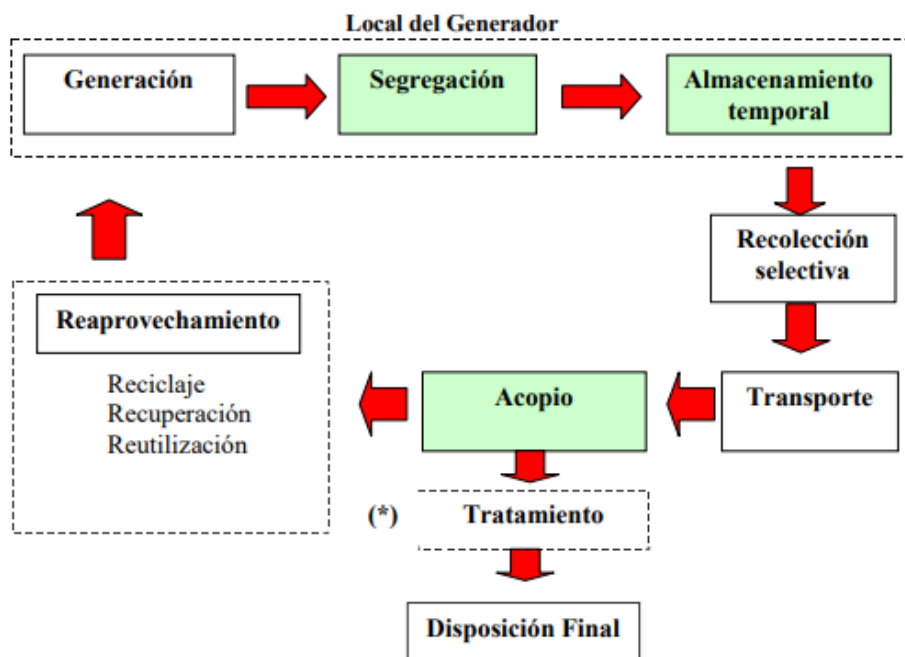 Local del Generador
Generación
Segregación
Almacenamiento
temporal
Recolección
selectiva
Reaprovechamiento
Reciclaje
Recuperación
Reutilización
Acopio
Transporte
(*)
Tratamiento
Disposición Final